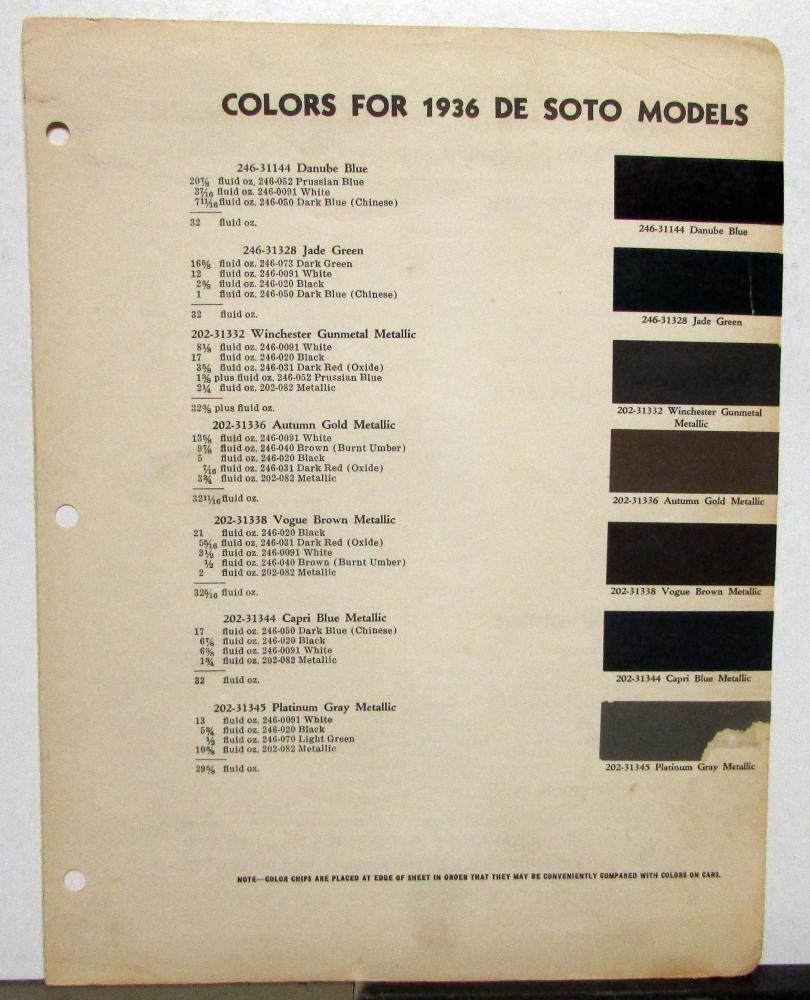 COLORS FOR 1936 DE SOTO MODELS
246-31144 Danube Blue
20⅞ fluid oz. 246-052 Prussian Blue
3 7/16 fluid oz. 246-0091 White
7 11/16 fluid oz. 246-050 Dark Blue (Chinese)
32 fluid oz.
246-31144 Danube Blue
246-31328 Jade Green
16⅝ fluid oz. 246-073 Dark Green
12 fluid oz. 246-0091 White
2⅜ fluid oz. 246-020 Black
1 fluid oz. 246-050 Dark Blue (Chinese)
32 fluid oz.
246-31328 Jade Green
202-31332 Winchester Gunmetal Metallic
8⅛ fluid oz. 246-0091 White
17 fluid oz. 246-020 Black
3⅝ fluid oz. 246-031 Dark Red (Oxide)
1⅜ plus fluid oz. 246-052 Prussian Blue
2¼ fluid oz. 202-082 Metallic
32⅜ plus fluid oz.
202-31332 Winchester Gunmetal
Metallic
202-31336 Autumn Gold Metallic
13⅝ fluid oz. 246-0091 White
9⅞ fluid oz. 246-040 Brown (Burnt Umber)
5 fluid oz. 246-020 Black
7/16 fluid oz. 246-031 Dark Red (Oxide)
3¾ fluid oz. 202-082 Metallic
32 11/16 fluid oz.
202-31336 Autumn Gold Metallic
202-31338 Vogue Brown Metallic
21 fluid oz. 246-020 Black
5 5/16 fluid oz. 246-031 Dark Red (Oxide)
3½ fluid oz. 246-0091 White
½ fluid oz. 246-040 Brown (Burnt Umber)
2 fluid oz. 202-082 Metallic
32 5/16 fluid oz.
202-31338 Vogue Brown Metallic
202-31344 Capri Blue Metallic
17 fluid oz. 246-050 Dark Blue (Chinese)
6⅞ fluid oz. 246-020 Black
6⅜ fluid oz. 246-0091 White
1¾ fluid oz. 202-082 Metallic
32 fluid oz.
202-31344 Capri Blue Metallic
202-31345 Platinum Gray Metallic
13 fluid oz. 246-0091 White
5¾ fluid oz. 246-020 Black
½ fluid oz. 246-070 Light Green
10⅜ fluid oz. 202-082 Metallic
29⅝ fluid oz.
202-31345 Platinum Gray Metallic
NOTE—COLOR CHIPS ARE PLACED AT EDGE OF SHEET IN ORDER THAT THEY MAY BE CONVENIENTLY COMPARED WITH COLORS ON CARS.